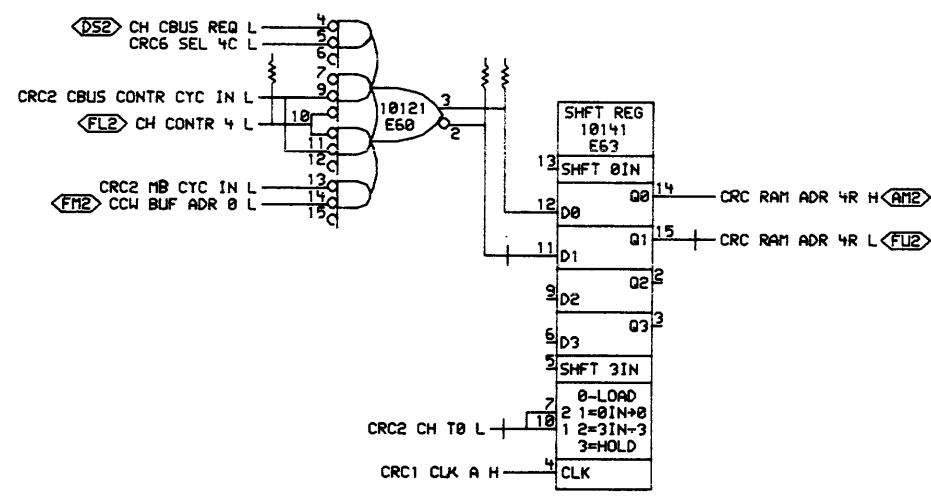 DS2 CH CBUS REQ L 4
CRC6 SEL 4C L 5
6
7
CRC2 CBUS CONTR CYC IN L 9
FL2 CH CONTR 4 L 10
11
12
CRC2 MB CYC IN L 13
FM2 CCW BUF ADR 0 L 14
15
10121
E60
3
2
SHFT REG
10141
E63
13 SHFT 0IN
Q0 14 CRC RAM ADR 4R H AM2
12 D0
Q1 15 CRC RAM ADR 4R L FU2
11 D1
Q2 2
9 D2
Q3 3
6 D3
5 SHFT 3IN
0-LOAD
7 2 1=0IN→0
CRC2 CH T0 L 10 1 2=3IN→3
3=HOLD
CRC1 CLK A H 4 CLK